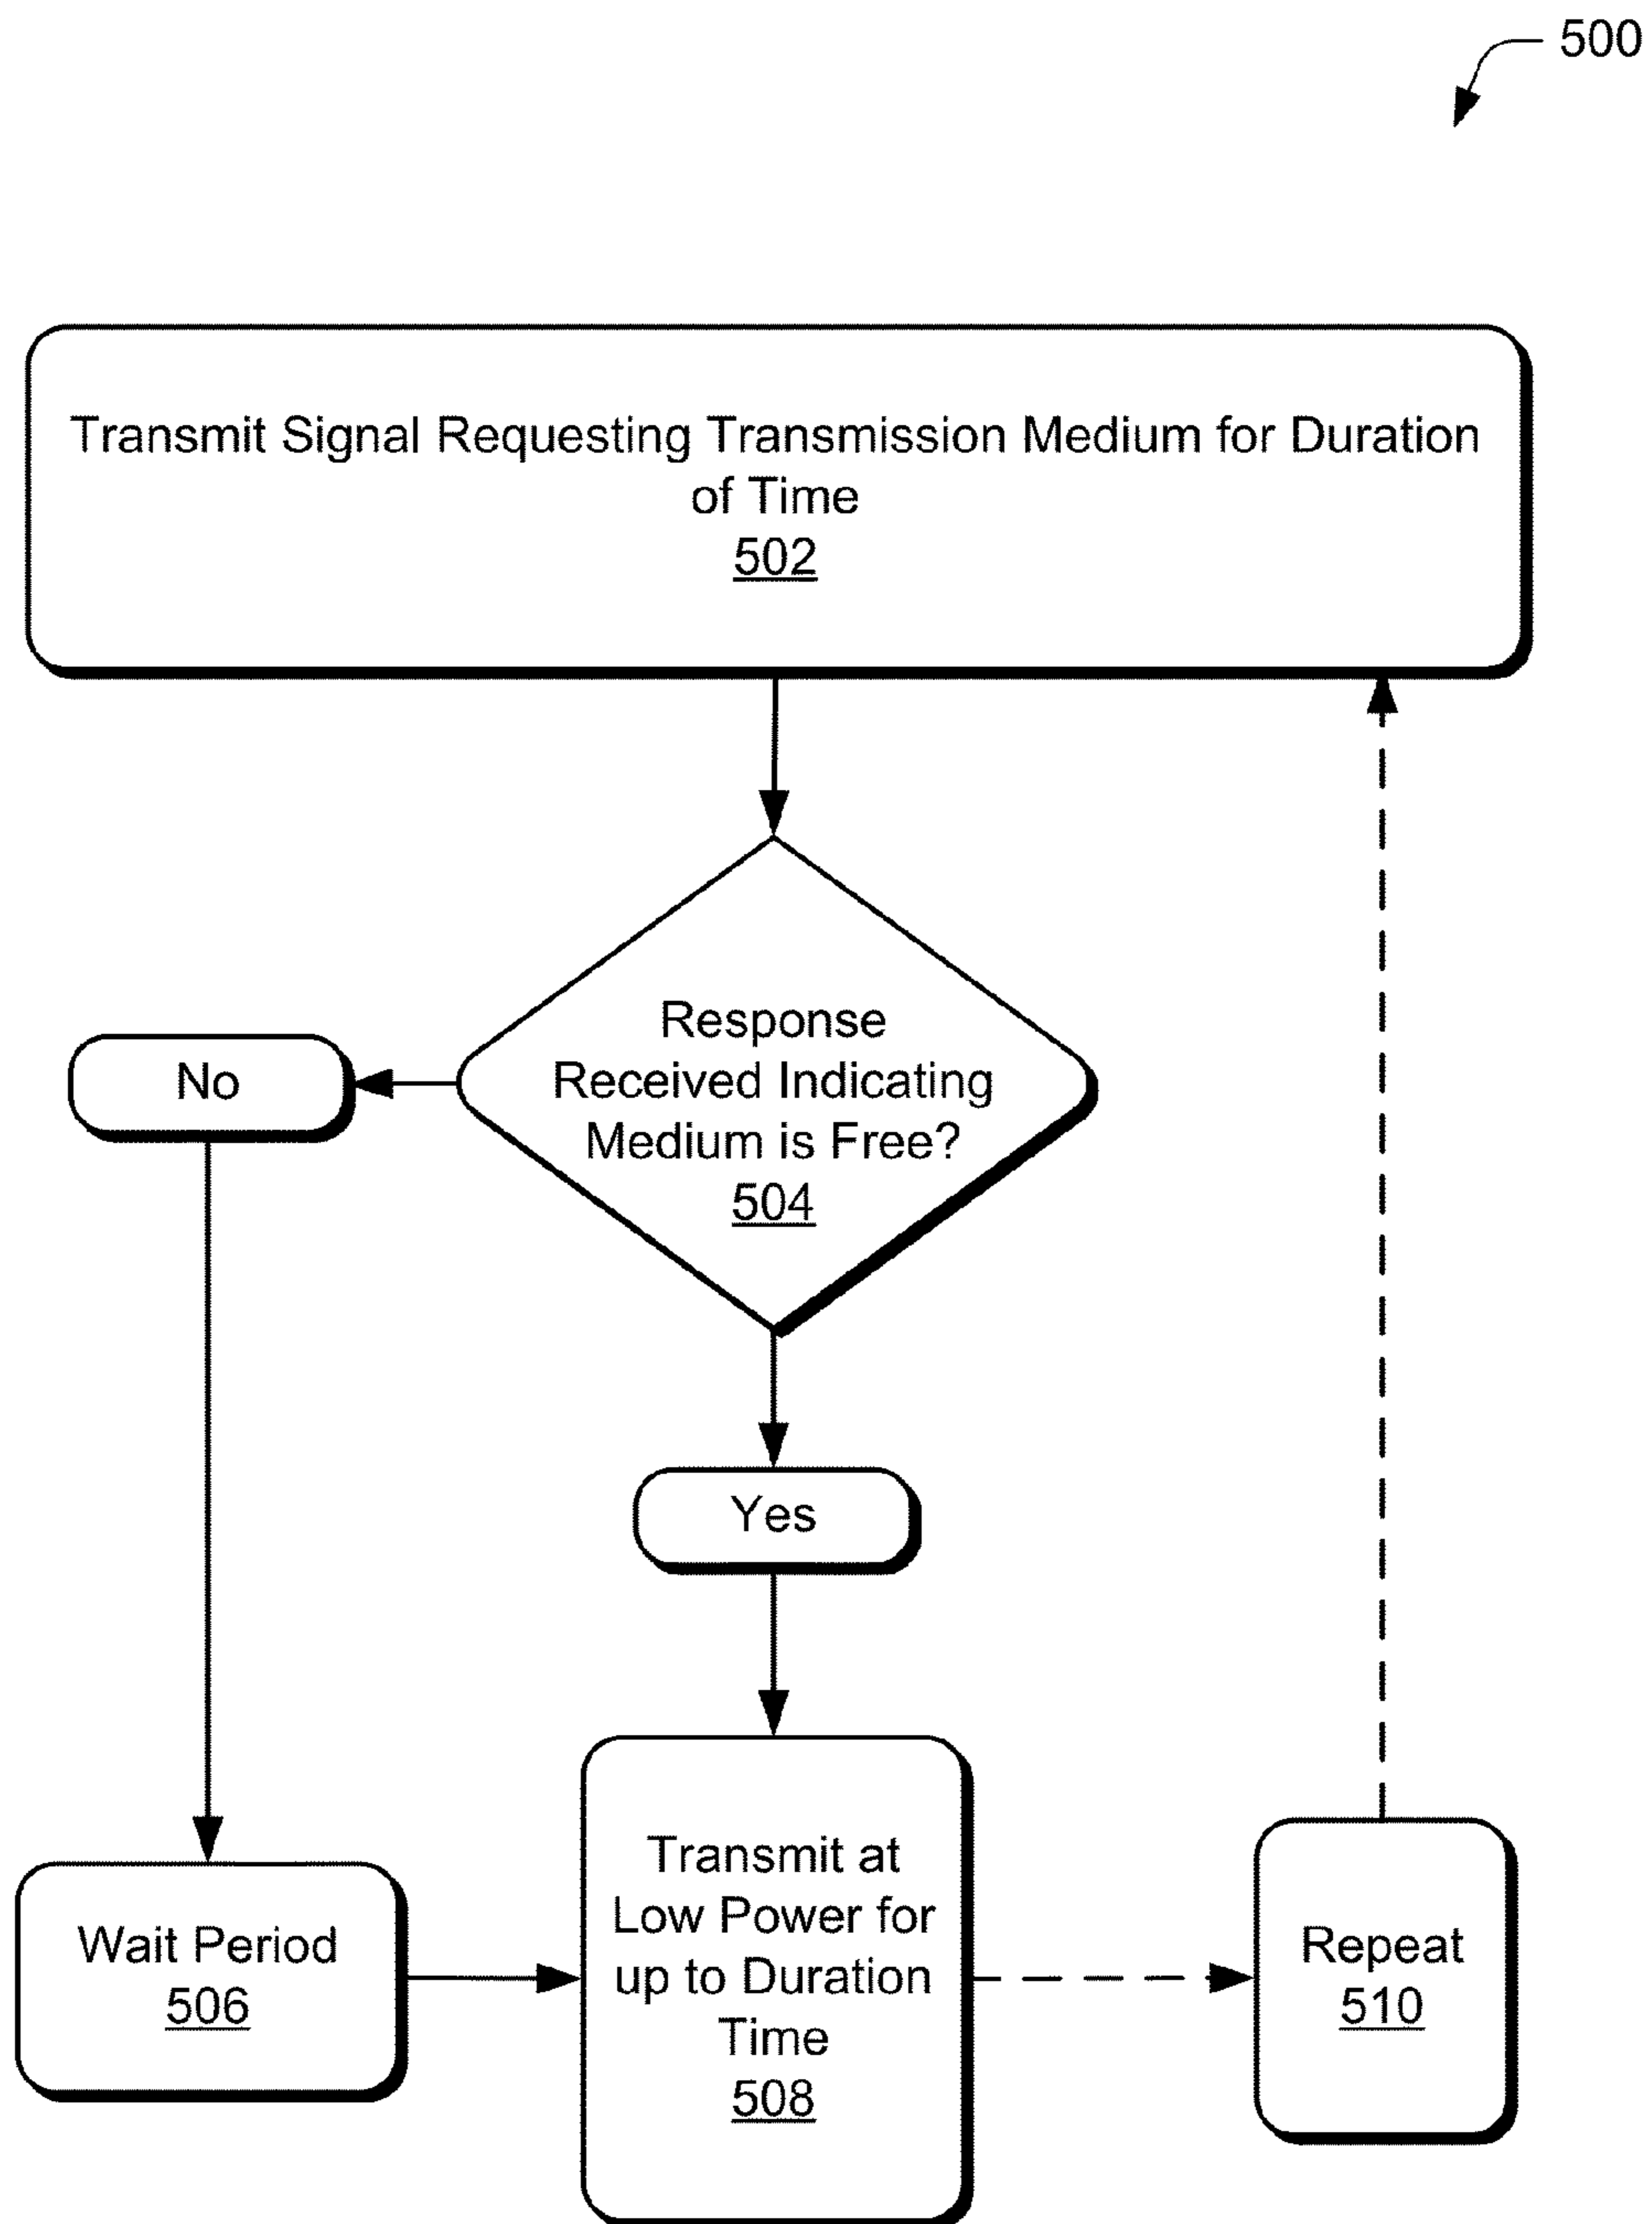 500
Transmit Signal Requesting Transmission Medium for Duration
of Time
502
Response
Received Indicating
Medium is Free?
504
No
Yes
Wait Period
506
Transmit at
Low Power for
up to Duration
Time
508
Repeat
510